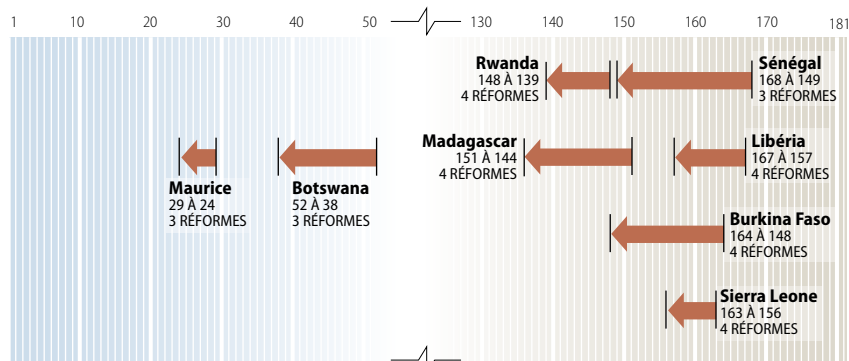 1 10 20 30 40 50 130 140 150 160 170 181
Rwanda
148 À 139
4 RÉFORMES
Sénégal
168 À 149
3 RÉFORMES
Madagascar
151 À 144
4 RÉFORMES
Libéria
167 À 157
4 RÉFORMES
Maurice
29 À 24
3 RÉFORMES
Botswana
52 À 38
3 RÉFORMES
Burkina Faso
164 À 148
4 RÉFORMES
Sierra Leone
163 À 156
4 RÉFORMES